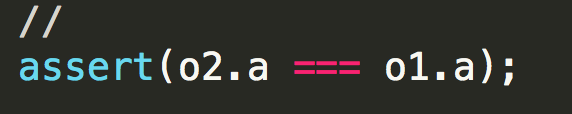 //
assert(o2.a === o1.a);